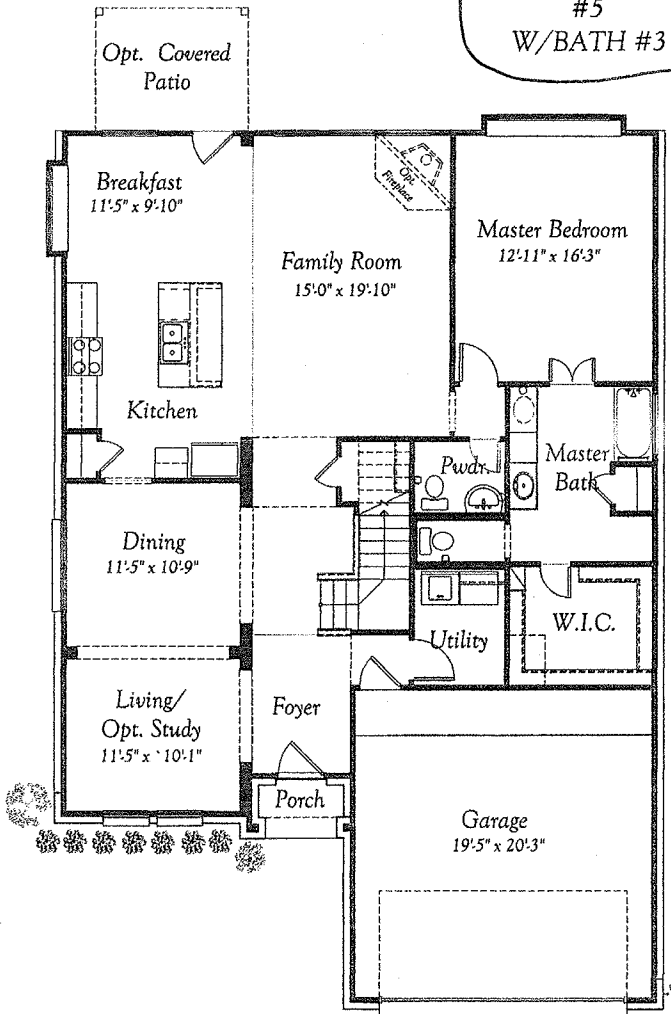 #5
W/BATH #3
Opt. Covered
Patio
Breakfast
11'-5" x 9'-10"
Opt.
Fireplace
Master Bedroom
12'-11" x 16'-3"
Family Room
15'-0" x 19'-10"
Kitchen
Pwdr.
Master
Bath
Dining
11'-5" x 10'-9"
W.I.C.
Utility
Living/
Opt. Study
11'-5" x 10'-1"
Foyer
Porch
Garage
19'-5" x 20'-3"